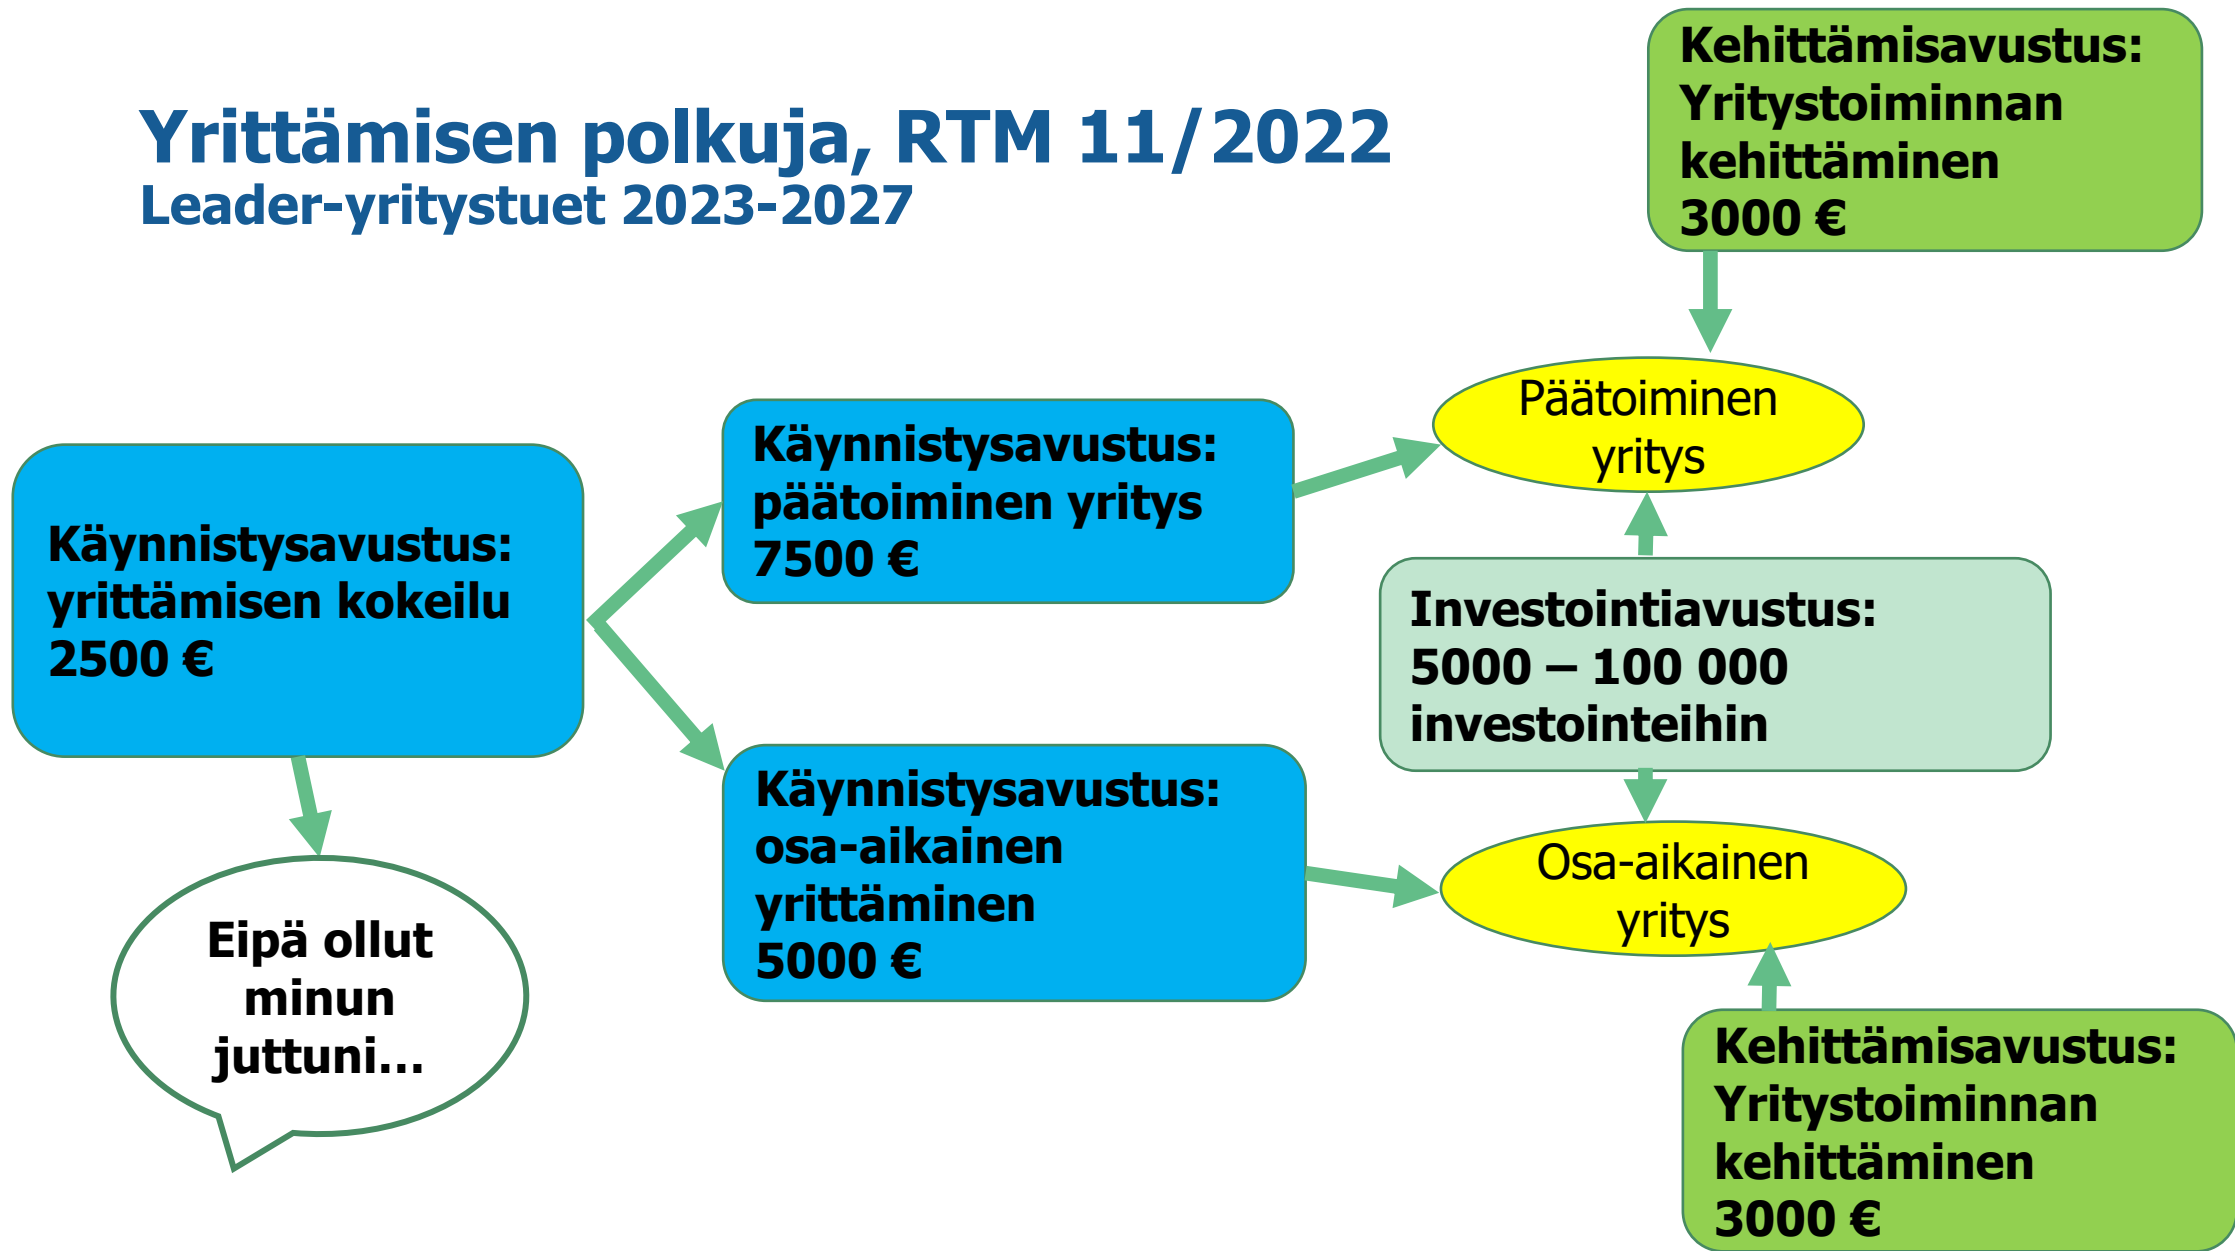 Yrittämisen polkuja, RTM 11/2022
Leader-yritystuet 2023-2027
Kehittämisavustus:
Yritystoiminnan
kehittäminen
3000 €
Käynnistysavustus:
yrittämisen kokeilu
2500 €
Käynnistysavustus:
päätoiminen yritys
7500 €
Päätoiminen
yritys
Investointiavustus:
5000 – 100 000
investointeihin
Käynnistysavustus:
osa-aikainen
yrittäminen
5000 €
Osa-aikainen
yritys
Eipä ollut
minun
juttuni...
Kehittämisavustus:
Yritystoiminnan
kehittäminen
3000 €